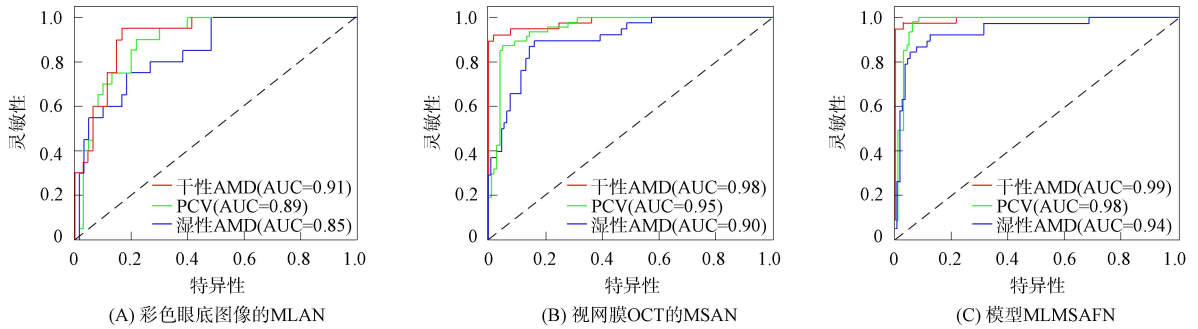 灵敏性
1.0
0.8
0.6
0.4
0.2
0
干性AMD(AUC=0.91)
PCV(AUC=0.89)
湿性AMD(AUC=0.85)
0 0.2 0.4 0.6 0.8 1.0
特异性
(A) 彩色眼底图像的MLAN
灵敏性
1.0
0.8
0.6
0.4
0.2
0
干性AMD(AUC=0.98)
PCV(AUC=0.95)
湿性AMD(AUC=0.90)
0 0.2 0.4 0.6 0.8 1.0
特异性
(B) 视网膜OCT的MSAN
灵敏性
1.0
0.8
0.6
0.4
0.2
0
干性AMD(AUC=0.99)
PCV(AUC=0.98)
湿性AMD(AUC=0.94)
0 0.2 0.4 0.6 0.8 1.0
特异性
(C) 模型MLMSAFN